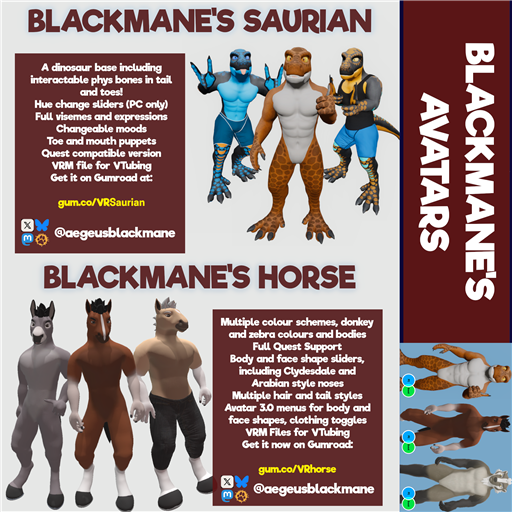 BLACKMANE'S SAURIAN
A dinosaur base including
interactable phys bones in tail
and toes!
Hue change sliders (PC only)
Full visemes and expressions
Changeable moods
Toe and mouth puppets
Quest compatible version
VRM file for VTubing
Get it on Gumroad at:
gum.co/VRSaurian
@aegeusblackmane
BLACKMANE'S HORSE
Multiple colour schemes, donkey
and zebra colours and bodies
Full Quest Support
Body and face shape sliders,
including Clydesdale and
Arabian style noses
Multiple hair and tail styles
Avatar 3.0 menus for body and
face shapes, clothing toggles
VRM Files for VTubing
Get it now on Gumroad:
gum.co/VRhorse
@aegeusblackmane
BLACKMANE'S
AVATARS